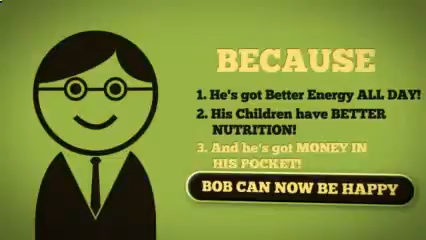 BECAUSE
1. He's got Better Energy ALL DAY!
2. His Children have BETTER
NUTRITION!
3. And he's got MONEY IN
HIS POCKET!
BOB CAN NOW BE HAPPY